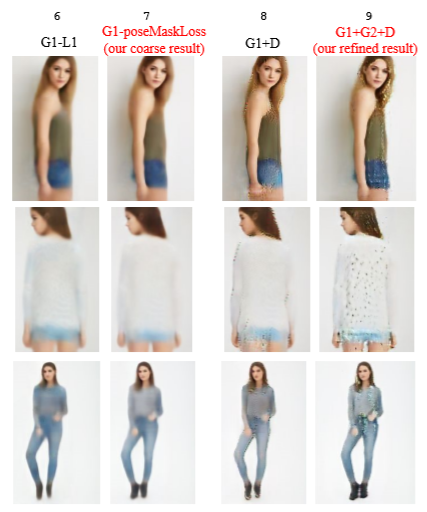 6 7 8 9
G1-L1 G1-poseMaskLoss G1+D G1+G2+D
(our coarse result) (our refined result)